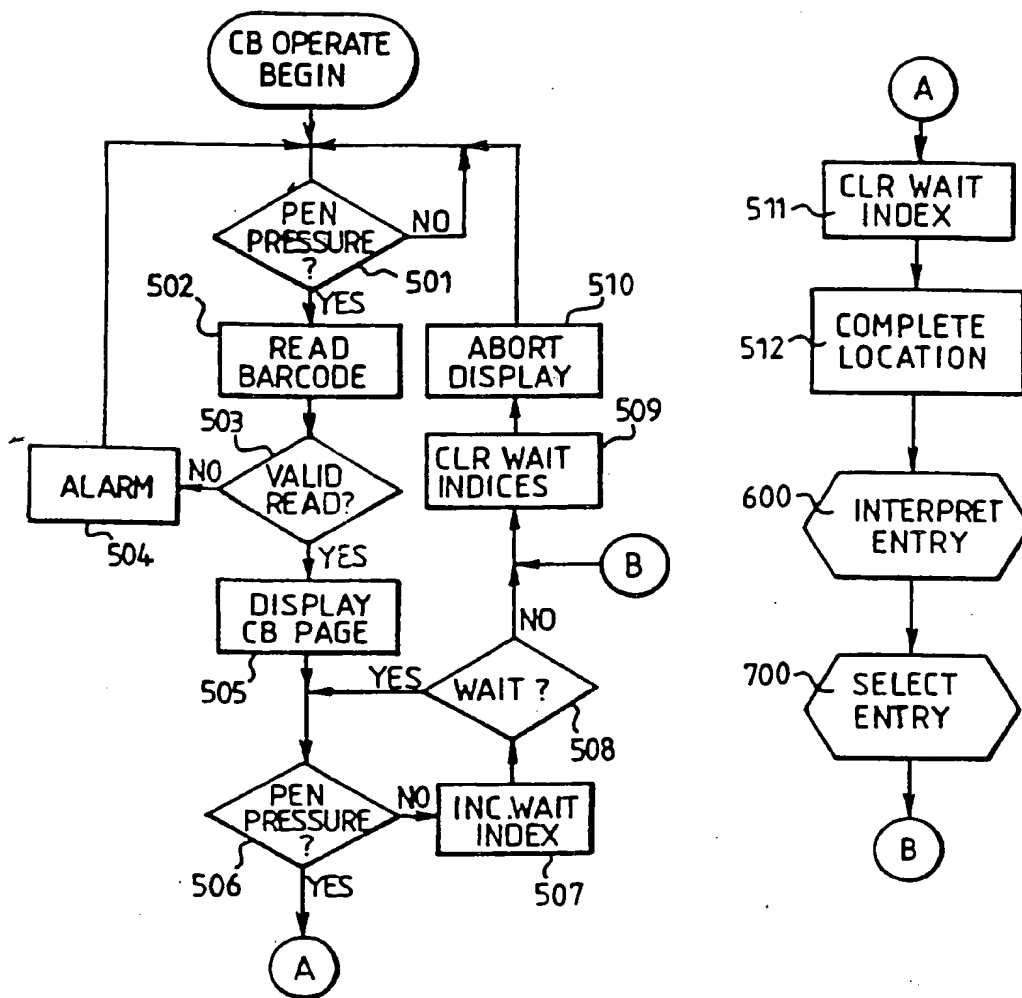 CB OPERATE
BEGIN
PEN
PRESSURE
?
NO
501
YES
502
READ
BARCODE
503
VALID
READ?
NO
ALARM
504
YES
DISPLAY
CB PAGE
505
PEN
PRESSURE
?
506
NO
YES
A
INC. WAIT
INDEX
507
WAIT ?
508
YES
NO
B
CLR WAIT
INDICES
509
ABORT
DISPLAY
510
A
CLR WAIT
INDEX
511
COMPLETE
LOCATION
512
INTERPRET
ENTRY
600
SELECT
ENTRY
700
B